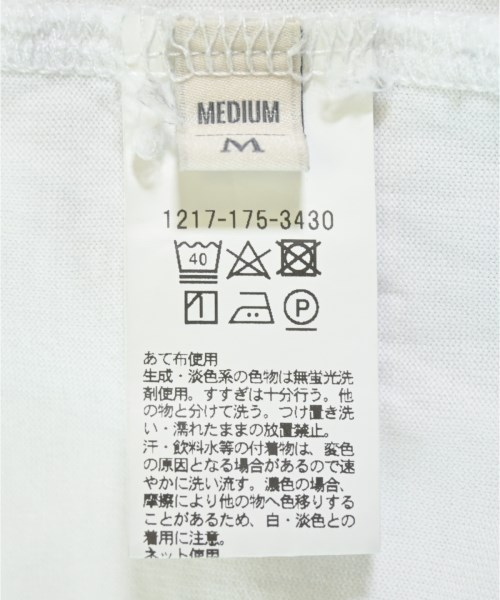 MEDIUM
M
1217-175-3430
40
P
あて布使用
生成・淡色系の色物は無蛍光洗
剤使用。すすぎは十分行う。他
の物と分けて洗う。つけ置き洗
い・濡れたままの放置禁止。
汗・飲料水等の付着物は、変色
の原因となる場合があるので速
やかに洗い流す。濃色の場合、
摩擦により他の物へ色移りする
ことがあるため、白・淡色との
着用に注意。
ネット使用